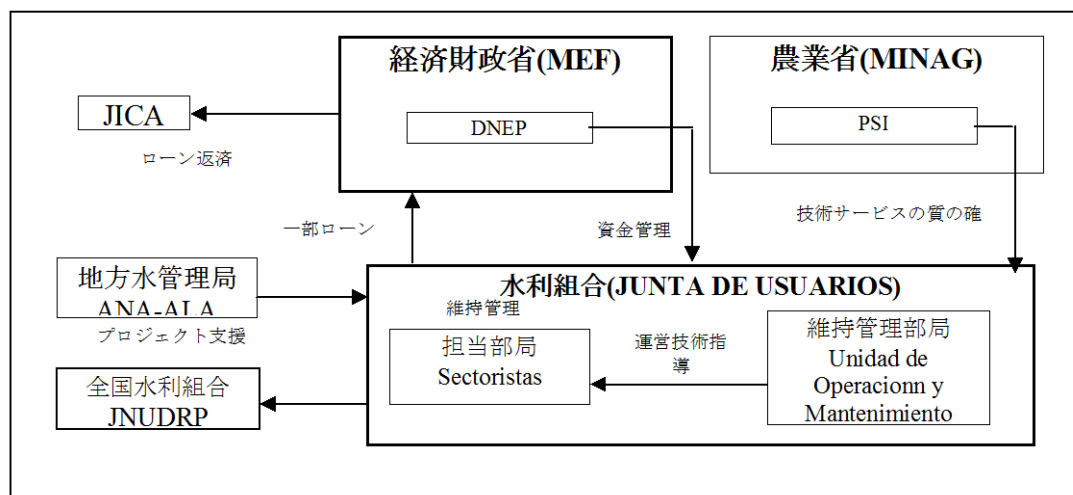 経済財政省(MEF)
農業省(MINAG)
JICA
DNEP
PSI
ローン返済
一部ローン
資金管理
技術サービスの質の確
地方水管理局
ANA-ALA
プロジェクト支援
水利組合(JUNTA DE USUARIOS)
維持管理
担当部局
Sectoristas
運営技術指
導
維持管理部局
Unidad de
Operacionn y
Mantenimiento
全国水利組合
JNUDRP